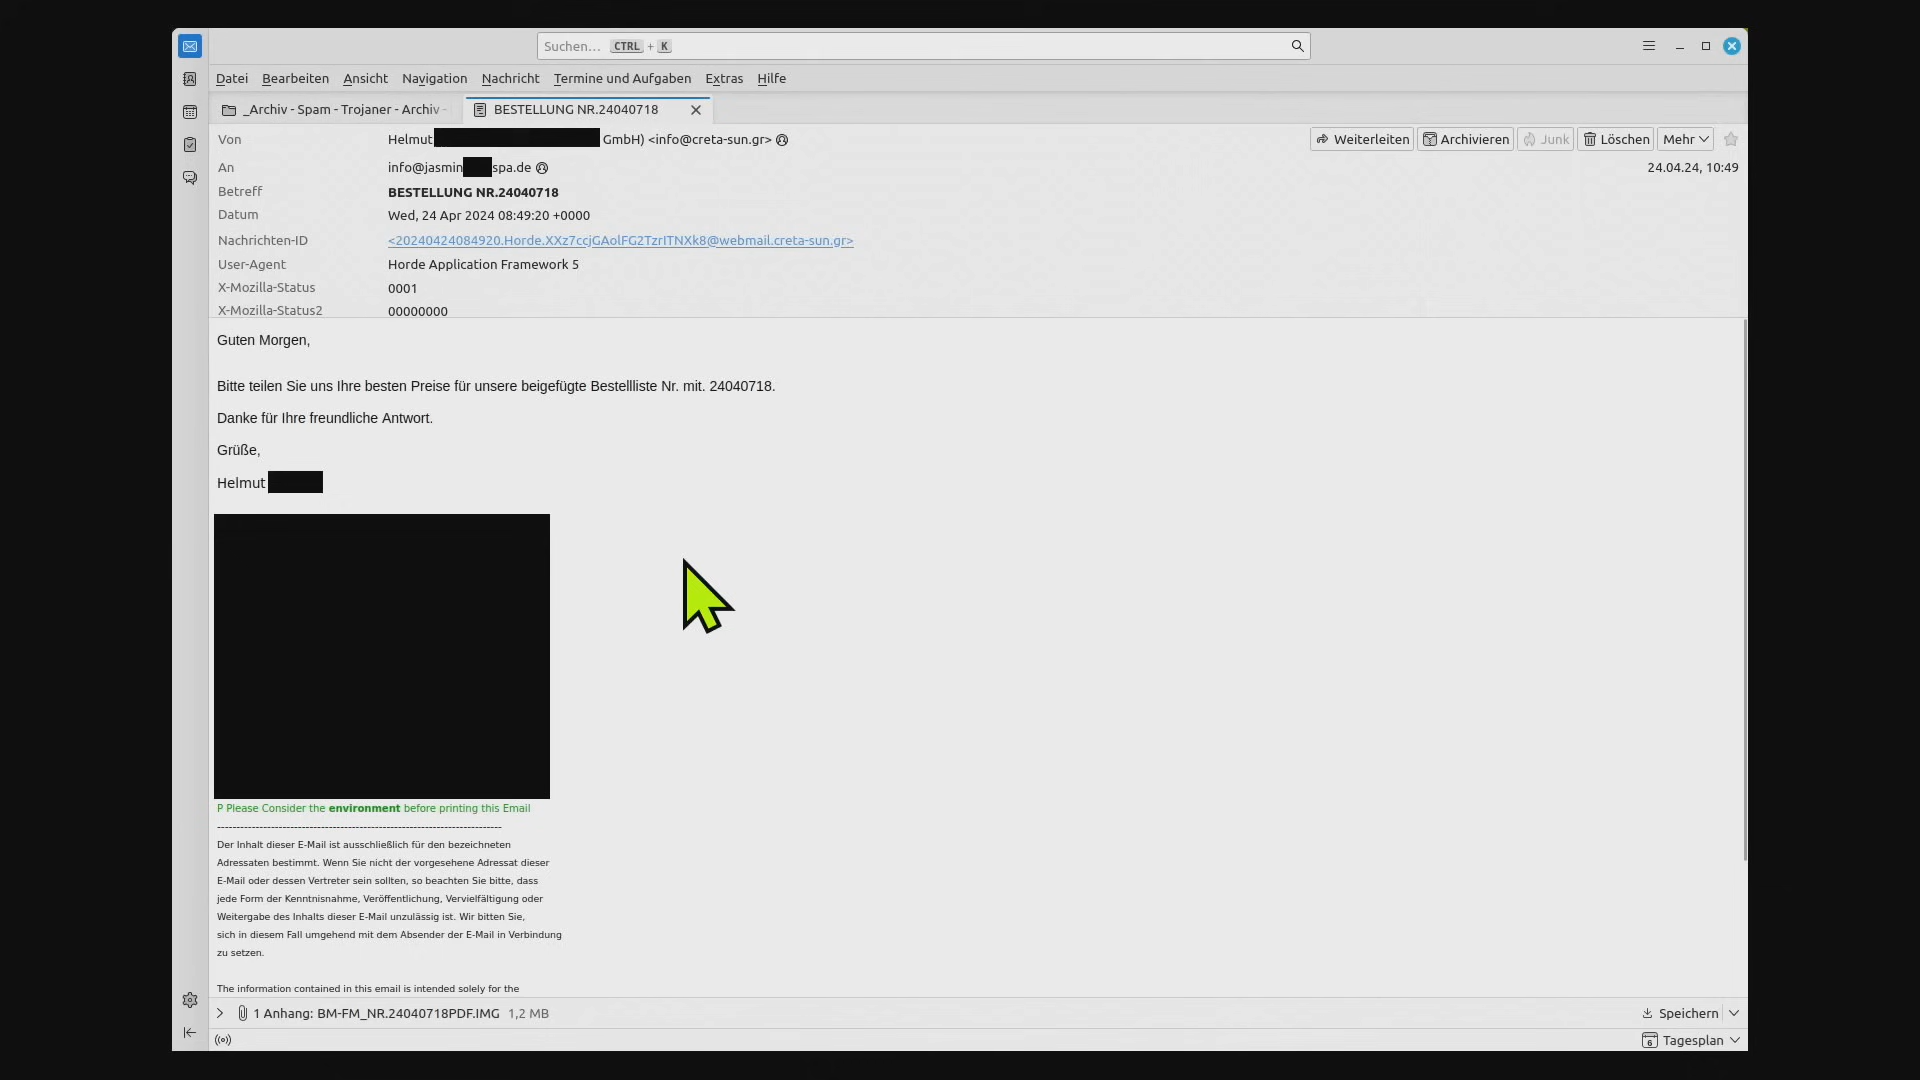 Suchen… CTRL + K
Datei Bearbeiten Ansicht Navigation Nachricht Termine und Aufgaben Extras Hilfe
_Archiv - Spam - Trojaner - Archiv - BESTELLUNG NR.24040718
Von Helmut GmbH) <info@creta-sun.gr> Weiterleiten Archivieren Junk Löschen Mehr
An info@jasmin spa.de 24.04.24, 10:49
Betreff BESTELLUNG NR.24040718
Datum Wed, 24 Apr 2024 08:49:20 +0000
Nachrichten-ID <20240424084920.Horde.XXz7ccjGAolFG2TzrITNXk8@webmail.creta-sun.gr>
User-Agent Horde Application Framework 5
X-Mozilla-Status 0001
X-Mozilla-Status2 00000000
Guten Morgen,
Bitte teilen Sie uns Ihre besten Preise für unsere beigefügte Bestellliste Nr. mit. 24040718.
Danke für Ihre freundliche Antwort.
Grüße,
Helmut
P Please Consider the environment before printing this Email
---------------------------------------------------------------------------
Der Inhalt dieser E-Mail ist ausschließlich für den bezeichneten
Adressaten bestimmt. Wenn Sie nicht der vorgesehene Adressat dieser
E-Mail oder dessen Vertreter sein sollten, so beachten Sie bitte, dass
jede Form der Kenntnisnahme, Veröffentlichung, Vervielfältigung oder
Weitergabe des Inhalts dieser E-Mail unzulässig ist. Wir bitten Sie,
sich in diesem Fall umgehend mit dem Absender der E-Mail in Verbindung
zu setzen.
The information contained in this email is intended solely for the
1 Anhang: BM-FM_NR.24040718PDF.IMG 1,2 MB Speichern
6 Tagesplan